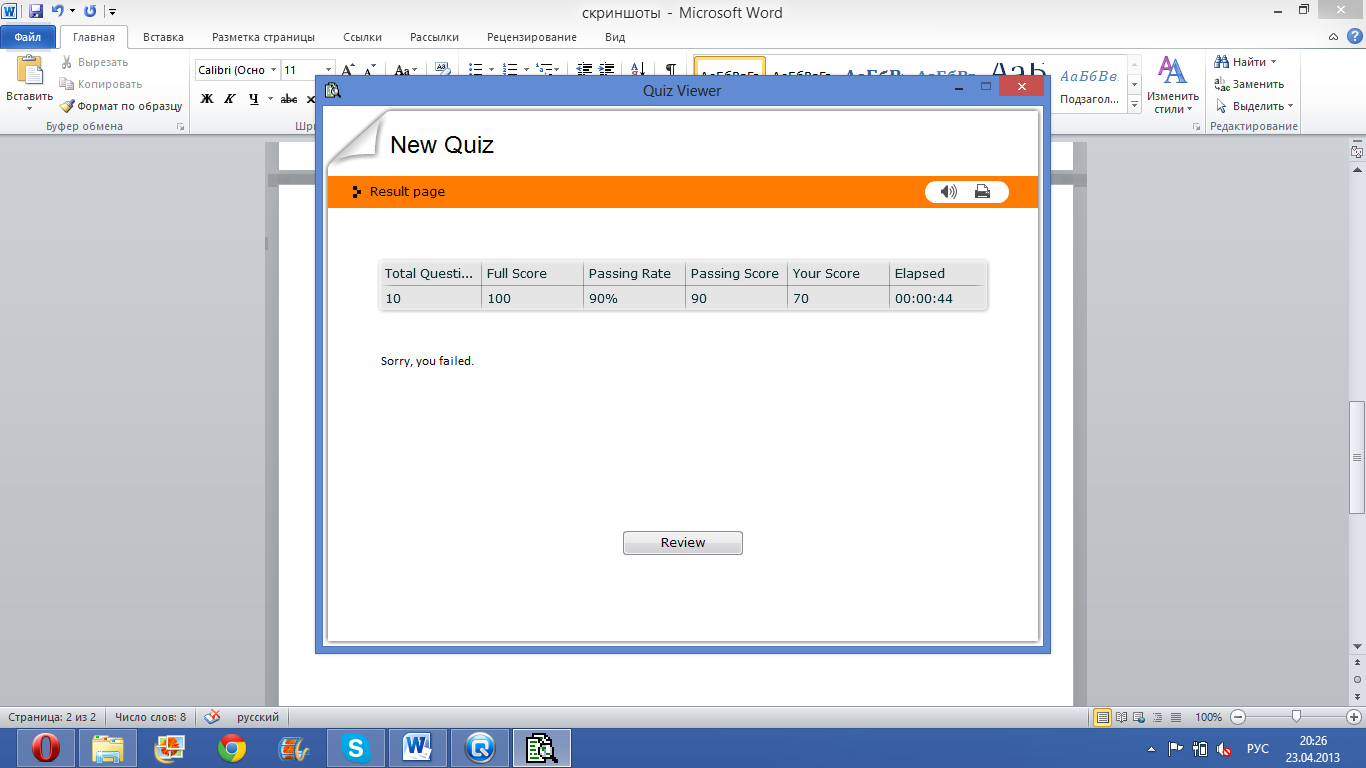 скриншоты - Microsoft Word
Файл Главная Вставка Разметка страницы Ссылки Рассылки Рецензирование Вид
Вставить
Вырезать
Копировать
Формат по образцу
Буфер обмена
Calibri (Осно 11
Ж К Ч abc
АаБбВв
Подзагол...
Изменить стили
Найти
Заменить
Выделить
Редактирование
Quiz Viewer
New Quiz
Result page
Total Questi... Full Score Passing Rate Passing Score Your Score Elapsed
10 100 90% 90 70 00:00:44
Sorry, you failed.
Review
Страница: 2 из 2 Число слов: 8 русский 100%
РУС
20:26
23.04.2013